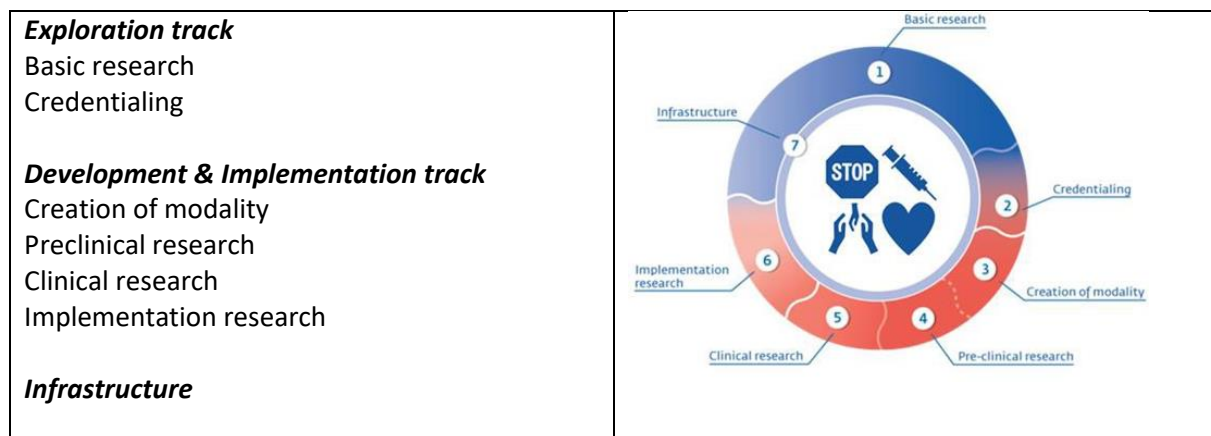 Exploration track
Basic research
Credentialing
Development & Implementation track
Creation of modality
Preclinical research
Clinical research
Implementation research
Infrastructure
Basic research
1
Infrastructure
7
STOP
Credentialing
2
6
Implementation
research
3
Creation of modality
5
4
Clinical research
Pre-clinical research